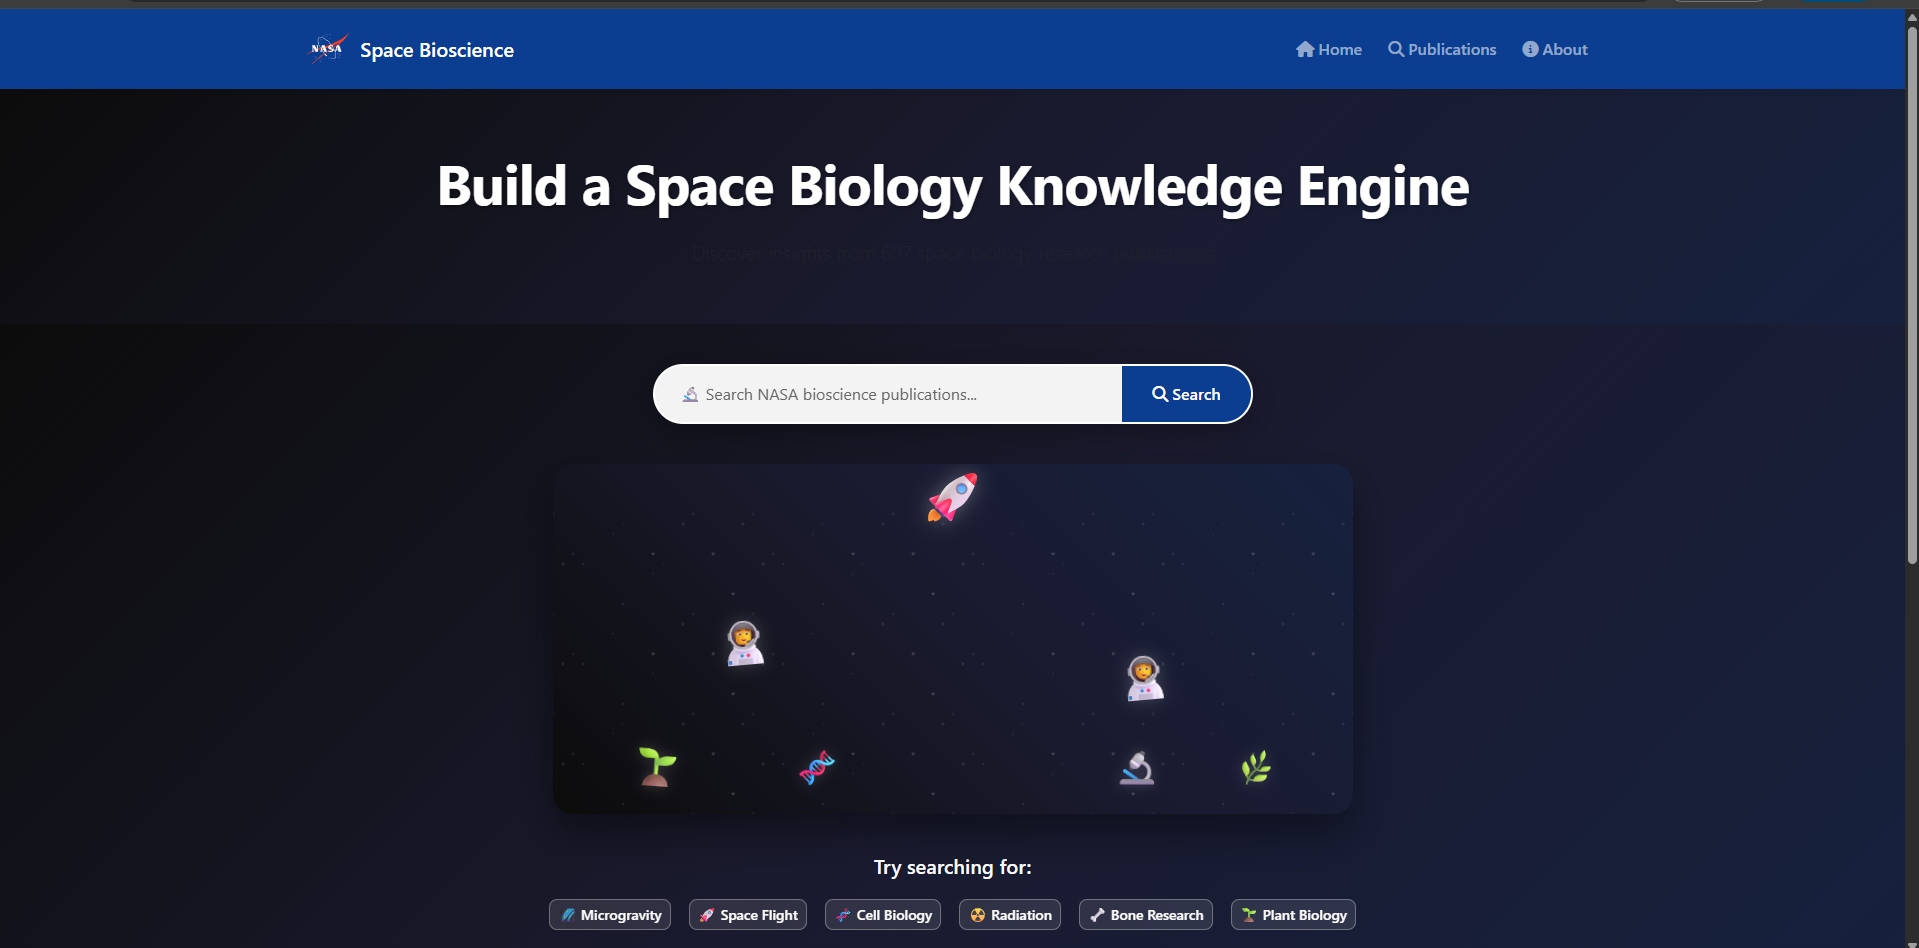 NASA Space Bioscience
Home Publications About
Build a Space Biology Knowledge Engine
Discover insights from 607 space biology research publications
Search NASA bioscience publications...
Search
Try searching for:
Microgravity Space Flight Cell Biology Radiation Bone Research Plant Biology